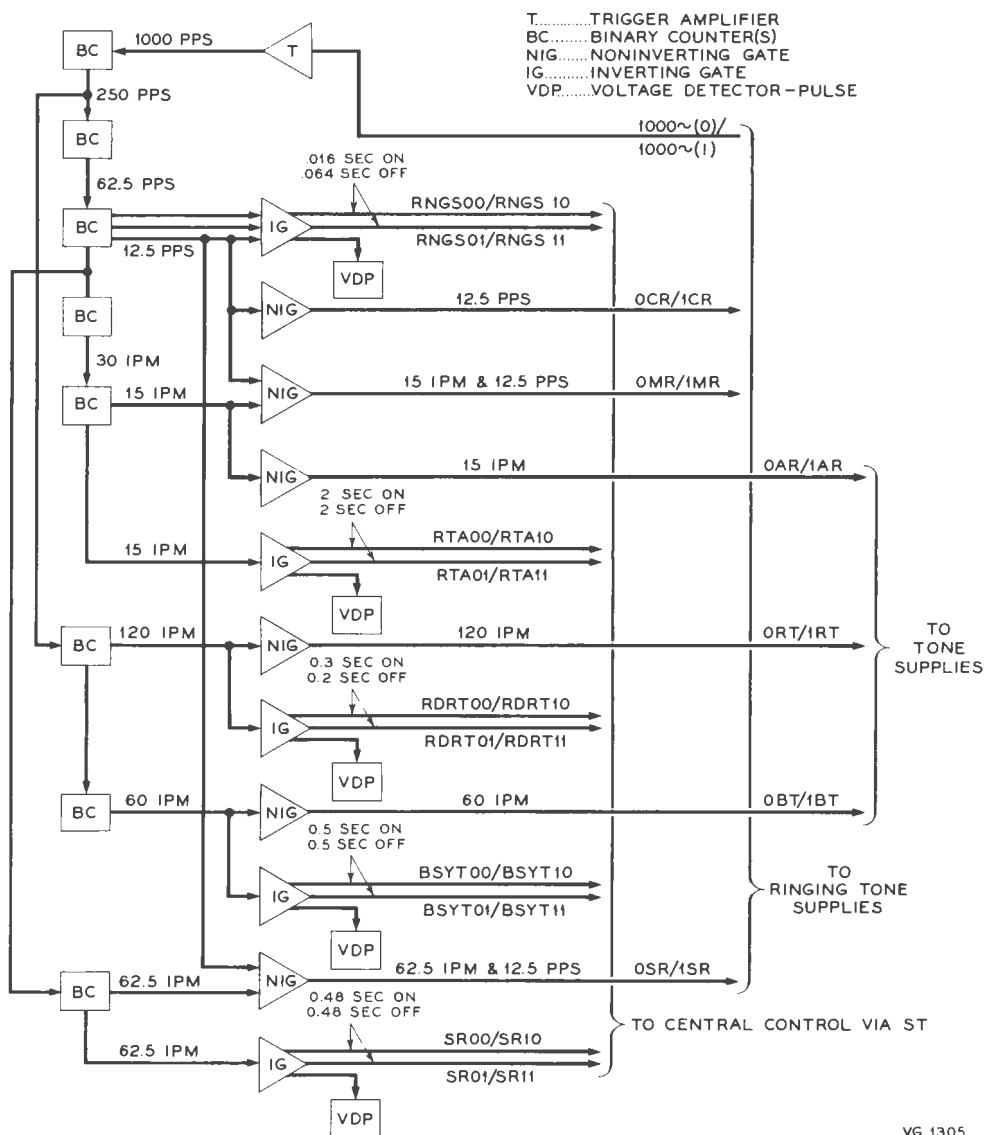 T..........TRIGGER AMPLIFIER
BC........BINARY COUNTER(S)
NIG......NONINVERTING GATE
IG..........INVERTING GATE
VDP.......VOLTAGE DETECTOR-PULSE
BC
1000 PPS
T
250 PPS
1000~(0)/
1000~(1)
BC
62.5 PPS
.016 SEC ON
.064 SEC OFF
BC
12.5 PPS
IG
RNGS00/RNGS 10
RNGS01/RNGS 11
VDP
BC
NIG
12.5 PPS
0CR/1CR
30 IPM
BC
15 IPM
NIG
15 IPM & 12.5 PPS
0MR/1MR
NIG
15 IPM
0AR/1AR
2 SEC ON
2 SEC OFF
15 IPM
IG
RTA00/RTA10
RTA01/RTA11
VDP
BC
120 IPM
NIG
120 IPM
0RT/1RT
TO
TONE
SUPPLIES
0.3 SEC ON
0.2 SEC OFF
IG
RDRT00/RDRT10
RDRT01/RDRT11
VDP
BC
60 IPM
NIG
60 IPM
0BT/1BT
0.5 SEC ON
0.5 SEC OFF
IG
BSYT00/BSYT10
BSYT01/BSYT11
VDP
TO
RINGING TONE
SUPPLIES
BC
62.5 IPM
NIG
62.5 IPM & 12.5 PPS
0SR/1SR
0.48 SEC ON
0.48 SEC OFF
TO CENTRAL CONTROL VIA ST
62.5 IPM
IG
SR00/SR10
SR01/SR11
VDP
VG 1305